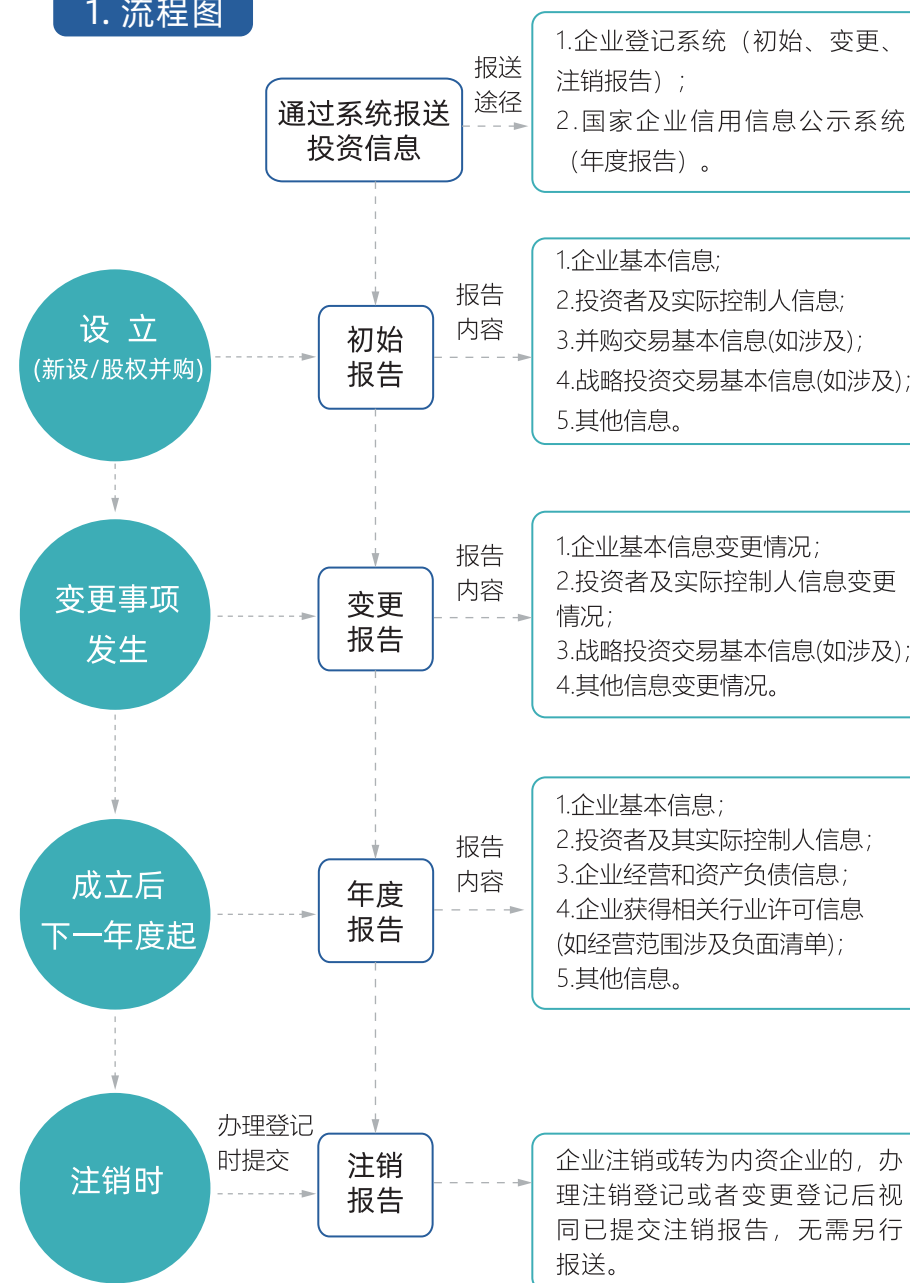 1. 流程图
通过系统报送
投资信息
报送
途径
1.企业登记系统（初始、变更、
注销报告）;
2.国家企业信用信息公示系统
（年度报告）。
设 立
(新设/股权并购)
初始
报告
报告
内容
1.企业基本信息;
2.投资者及实际控制人信息;
3.并购交易基本信息(如涉及);
4.战略投资交易基本信息(如涉及);
5.其他信息。
变更事项
发生
变更
报告
报告
内容
1.企业基本信息变更情况;
2.投资者及实际控制人信息变更
情况;
3.战略投资交易基本信息(如涉及);
4.其他信息变更情况。
成立后
下一年度起
年度
报告
报告
内容
1.企业基本信息;
2.投资者及其实际控制人信息;
3.企业经营和资产负债信息;
4.企业获得相关行业许可信息
(如经营范围涉及负面清单);
5.其他信息。
注销时
办理登记
时提交
注销
报告
企业注销或转为内资企业的，办
理注销登记或者变更登记后视
同已提交注销报告，无需另行
报送。